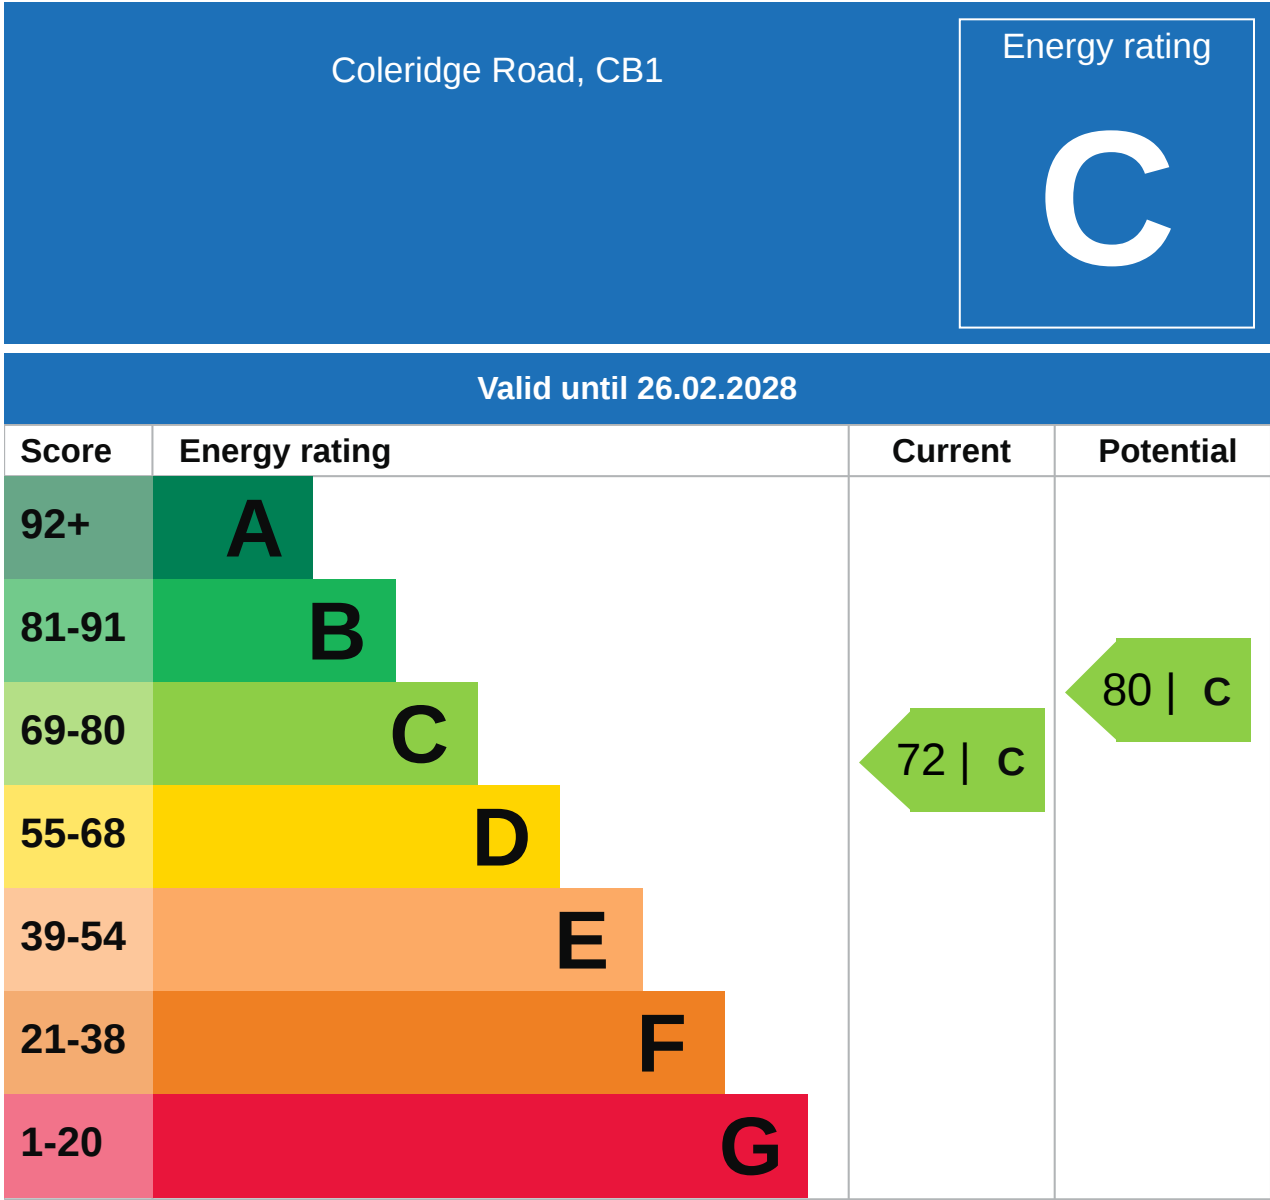 Coleridge Road, CB1
Energy rating
C
Valid until 26.02.2028
Score Energy rating Current Potential
92+ A
81-91 B
80 | C
69-80 C
72 | C
55-68 D
39-54 E
21-38 F
1-20 G